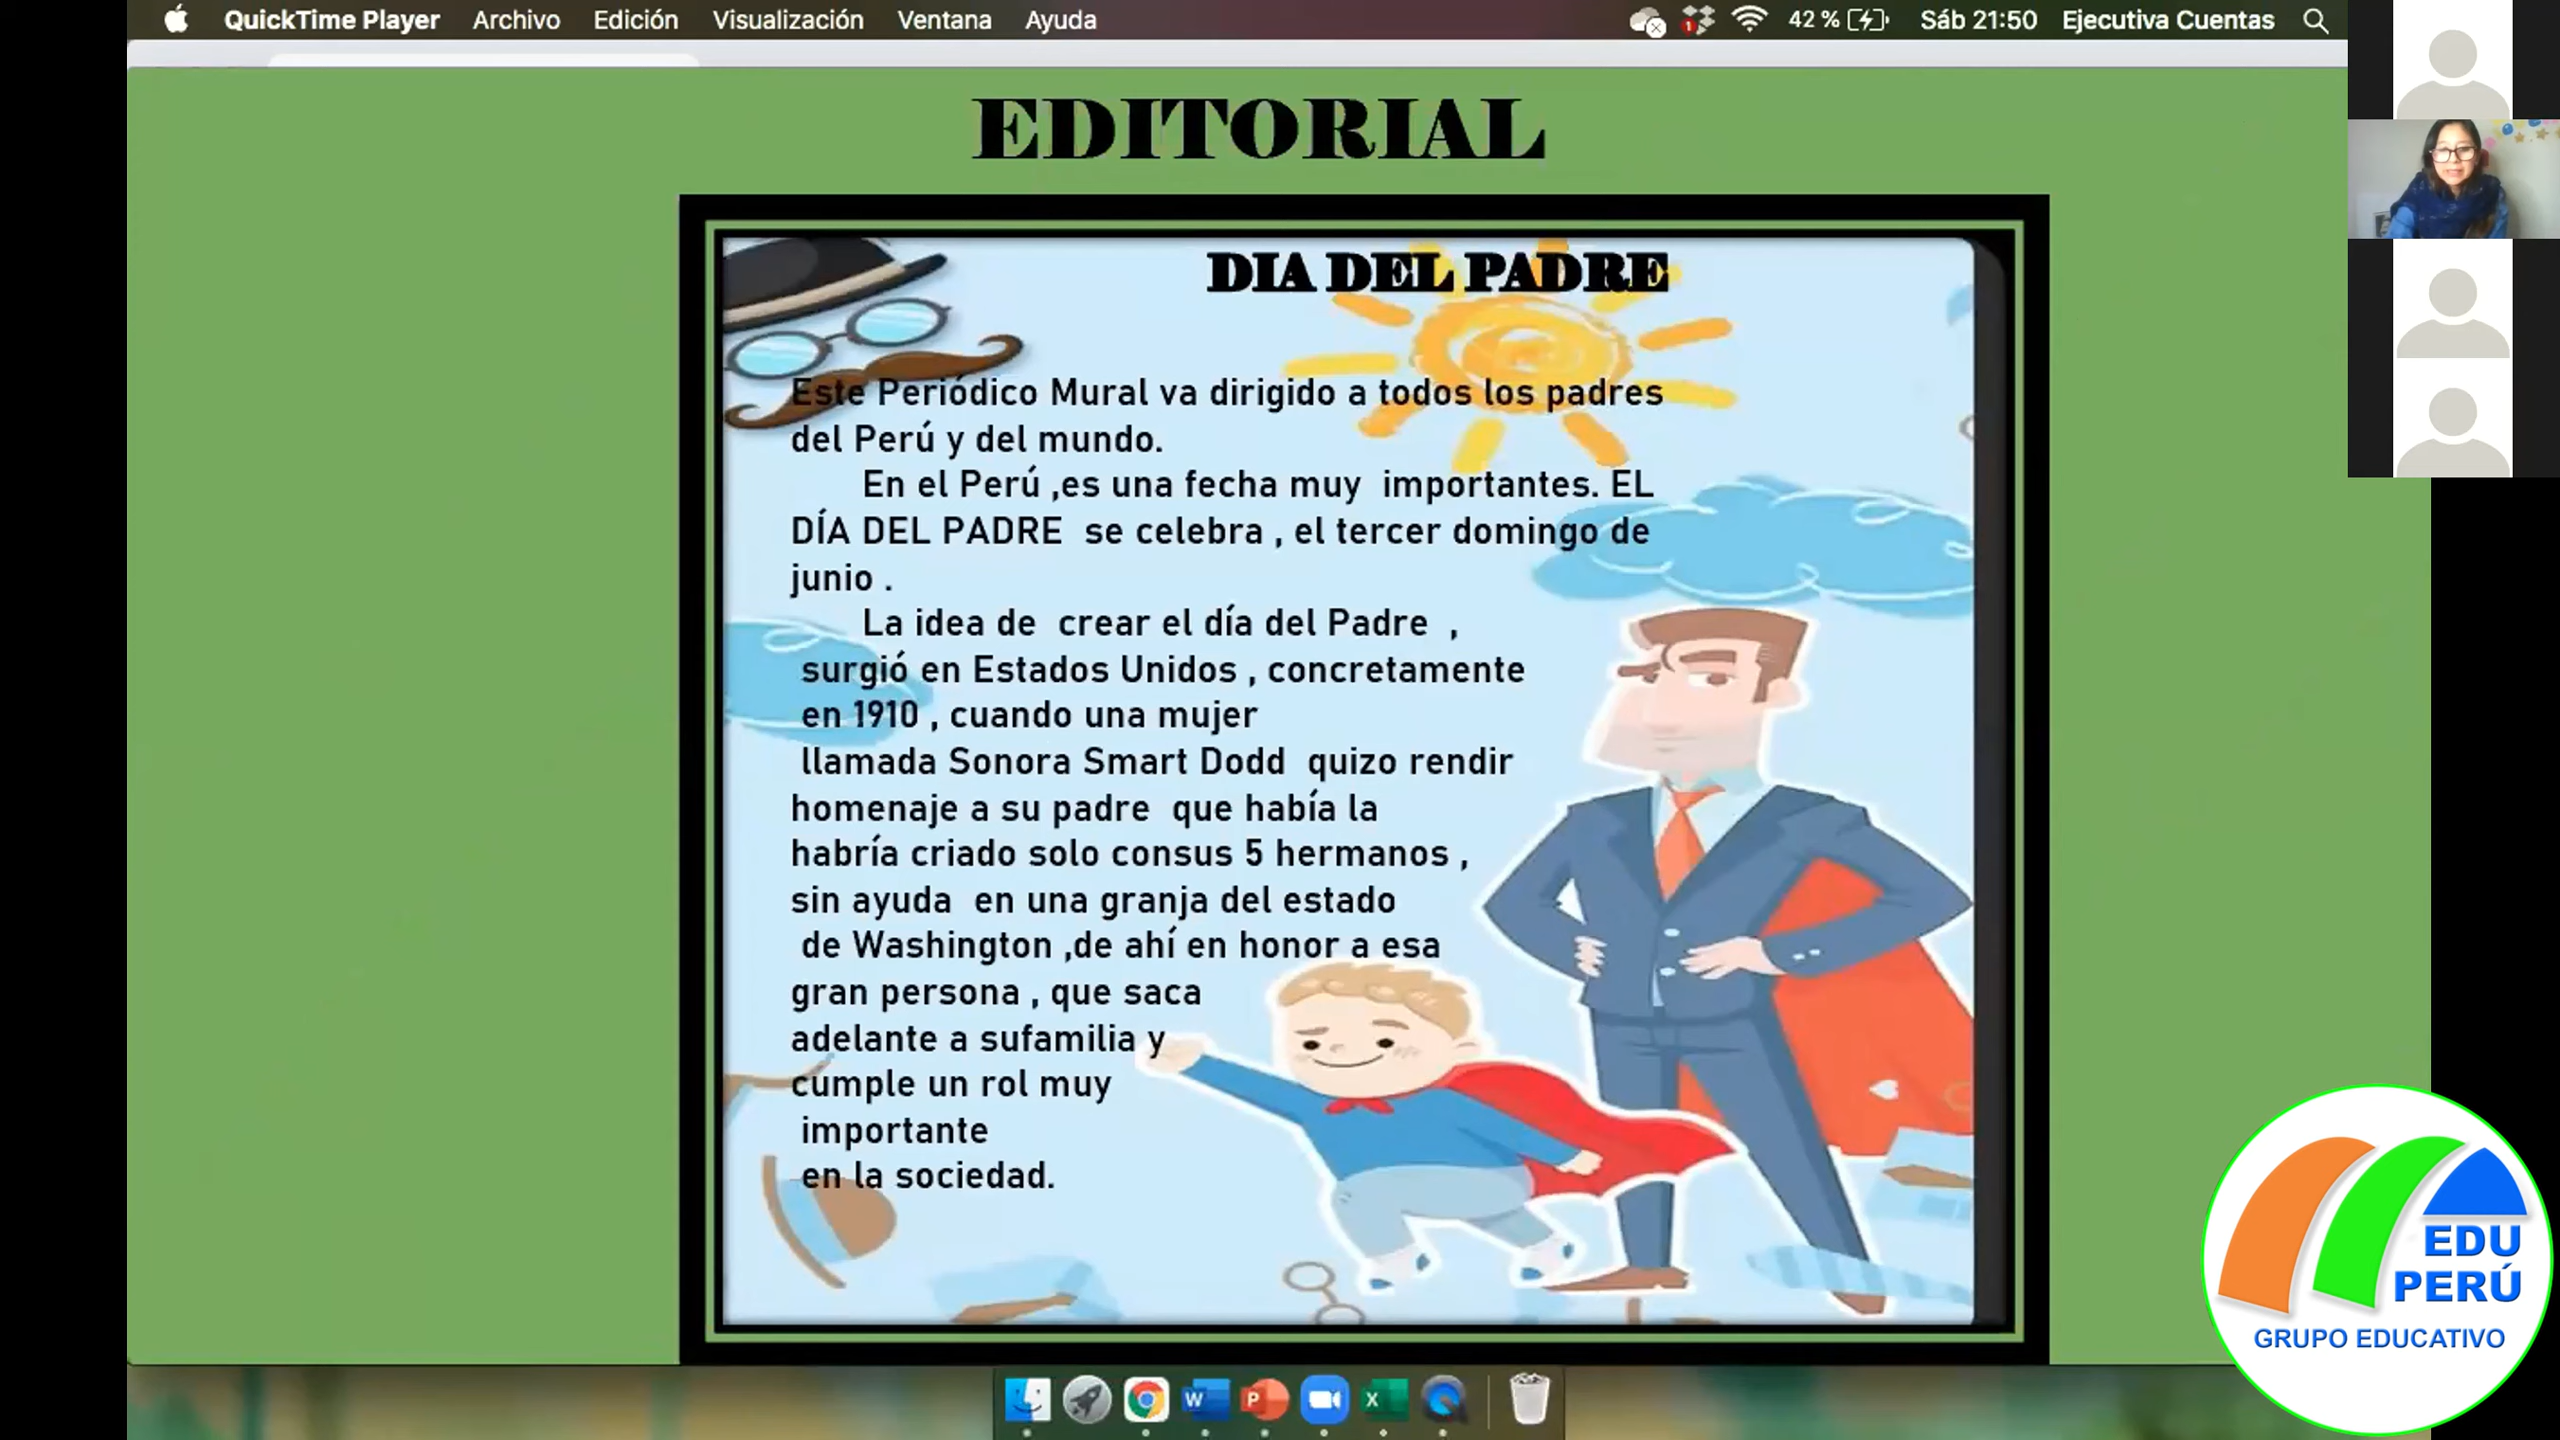 QuickTime Player Archivo Edición Visualización Ventana Ayuda 1 42 % Sáb 21:50 Ejecutiva Cuentas
EDITORIAL
DIA DEL PADRE
Este Periódico Mural va dirigido a todos los padres
del Perú y del mundo.
En el Perú ,es una fecha muy importantes. EL
DÍA DEL PADRE se celebra , el tercer domingo de
junio .
La idea de crear el día del Padre ,
surgió en Estados Unidos , concretamente
en 1910 , cuando una mujer
llamada Sonora Smart Dodd quizo rendir
homenaje a su padre que había la
habría criado solo consus 5 hermanos ,
sin ayuda en una granja del estado
de Washington ,de ahí en honor a esa
gran persona , que saca
adelante a sufamilia y
cumple un rol muy
importante
en la sociedad.
EDU
PERÚ
GRUPO EDUCATIVO
W P X